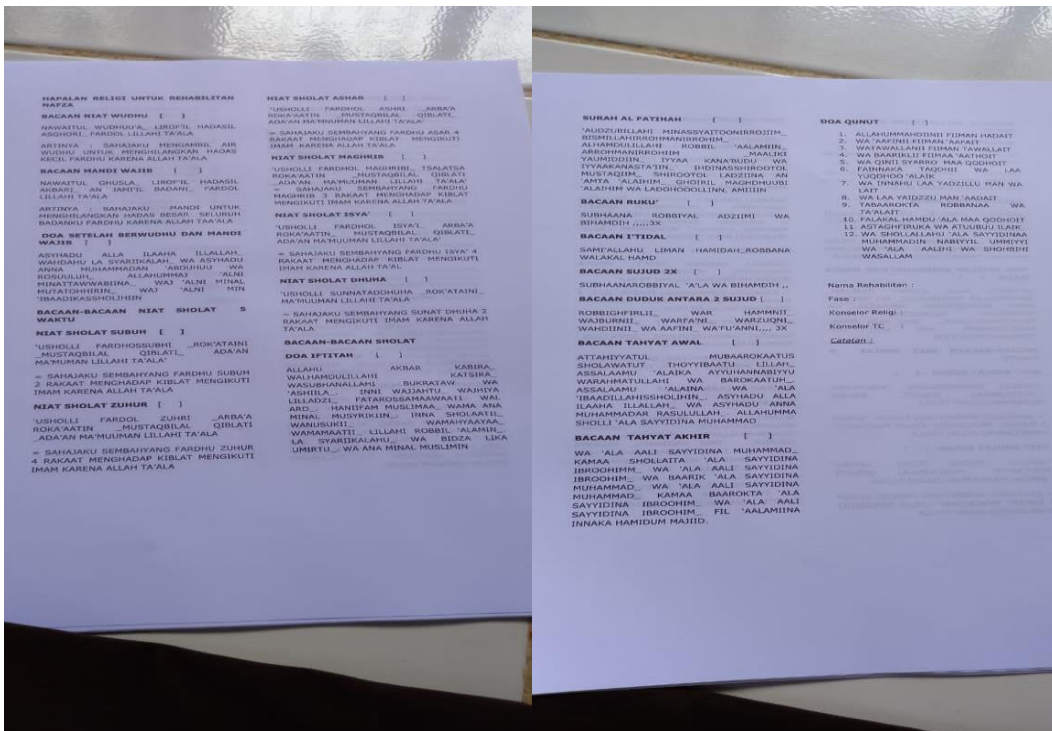 HAPALAN RELIGI UNTUK REHABILITAN
NAFZA
BACAAN NIAT WUDHU [ ]
NAWAITUL WUDHUU'A_ LIROF'IL HADASIL
ASGHORI_ FARDOL LILLAHI TA'ALA
ARTINYA : SAHAJAKU MENGAMBIL AIR
WUDHU UNTUK MENGHILANGKAN HADAS
KECIL FARDHU KARENA ALLAH TA'ALA
BACAAN MANDI WAJIB [ ]
NAWAITUL GHUSLA_ LIROF'IL HADASIL
AKBARI_ AN JAMI'IL BADANI_ FARDOL
LILLAHI TA'ALA
ARTINYA : SAHAJAKU MANDI UNTUK
MENGHILANGKAN HADAS BESAR SELURUH
BADANKU FARDHU KARENA ALLAH TAA'ALA
DOA SETELAH BERWUDHU DAN MANDI
WAJIB [ ]
ASYHADU ALLA ILAAHA ILLALLAH_
WAHDAHU LA SYARIIKALAH_ WA ASYHADU
ANNA MUHAMMADAN 'ABDUHUU WA
ROSUULUH_ ALLAHUMMAJ 'ALNI
MINATTAWWABIINA_ WAJ 'ALNI MINAL
MUTATOHHIRIN_ WAJ 'ALNI MIN
'IBAADIKASSHOLIHIIN
BACAAN-BACAAN NIAT SHOLAT 5
WAKTU
NIAT SHOLAT SUBUH [ ]
'USHOLLI FARDHOSSUBHI _ROK'ATAINI
_MUSTAQBILAL QIBLATI_ ADA'AN
MA'MUMAN LILLAHI TA'ALA'
= SAHAJAKU SEMBAHYANG FARDHU SUBUH
2 RAKAAT MENGHADAP KIBLAT MENGIKUTI
IMAM KARENA ALLAH TA'ALA
NIAT SHOLAT ZUHUR [ ]
'USHOLLI FARDOL ZUHRI _ARBA'A
ROKA'AATIN _MUSTAQBILAL QIBLATI
_ADA'AN MA'MUUMAN LILLAHI TA'ALA
= SAHAJAKU SEMBAHYANG FARDHU ZUHUR
4 RAKAAT MENGHADAP KIBLAT MENGIKUTI
IMAM KARENA ALLAH TA'ALA
NIAT SHOLAT ASHAR [ ]
'USHOLLI FARDHOL ASHRI _ARBA'A
ROKA'AATIN _MUSTAQBILAL QIBLATI_
ADA'AN MA'MNUMAN LILLAHI TA'ALA'
= SAHAJAKU SEMBAHYANG FARDHU ASAR 4
RAKAAT MENGHADAP KIBLAT MENGIKUTI
IMAM KARENA ALLAH TA'ALA
NIAT SHOLAT MAGHRIB [ ]
'USHOLLI FARDHOL MAGHRIBI_ TSALATSA
ROKA'AATIN _MUSTAQBILAL QIBLATI
_ADA'AN MA'MUUMAN LILLAHI TA'ALA'
= SAHAJAKU SEMBAHYANG FARDHU
MAGHRIB 3 RAKAAT MENGHADAP KIBLAT
MENGIKUTI IMAM KARENA ALLAH TA'ALA
NIAT SHOLAT ISYA' [ ]
'USHOLLI FARDHOL ISYA'I_ ARBA'A
ROKA'AATIN_ MUSTAQBILAL QIBLATI_
ADA'AN MA'MUUMAN LILLAHI TA'ALA
= SAHAJAKU SEMBAHYANG FARDHU ISYA' 4
RAKAAT MENGHADAP KIBLAT MENGIKUTI
IMAM KARENA ALLAH TA'AL
NIAT SHOLAT DHUHA [ ]
'USHOLLI SUNNATADOHUHA _ROK'ATAINI_
MA'MUUMAN LILLAHI TA'ALA
= SAHAJAKU SEMBAHYANG SUNAT DHUHA 2
RAKAAT MENGIKUTI IMAM KARENA ALLAH
TA'ALA
BACAAN-BACAAN SHOLAT
DOA IFTITAH [ ]
ALLAHU AKBAR KABIRA_
WALHAMDULILLAHI KATSIRA_
WASUBHANALLAHI BUKRATAW WA
'ASHIILA_ INNI WAJJAHTU WAJHIYA
LILLADZI_ FATAROSSAMAAWAATI WAL
ARD_ HANIIFAM MUSLIMAA_ WAMA ANA
MINAL MUSYRIKIIN_ INNA SHOLAATII_
WANUSUKII_ WAMAHYAAYAA_
WAMAMAATII_ LILLAHI ROBBIL 'ALAMIN_
LA SYARIIKALAHU_ WA BIDZA LIKA
UMIRTU_ WA ANA MINAL MUSLIMIN
SURAH AL FATIHAH [ ]
'AUDZUBILLAHI MINASSYAITOONIRROJIIM_
BISMILLAHIRROHMANIRROHIM_
ALHAMDULILLAHI ROBBIL 'AALAMIIN_
ARROHMANIRROHIIM _MAALIKI
YAUMIDDIIN_ IYYAA KANA'BUDU WA
IYYAAKANASTA'IN_ IHDINASSHIROOTOL
MUSTAQIIM_ SHIROOTOL LADZIINA AN
'AMTA 'ALAIHIM_ GHOIRIL MAGHDHUUBI
'ALAIHIM WA LADDHOOLLINN, AMIIIIN
BACAAN RUKU' [ ]
SUBHAANA ROBBIYAL ADZIIMI WA
BIHAMDIH ,,,,,3X
BACAAN I'TIDAL [ ]
SAMI'ALLAHU LIMAN HAMIDAH_ROBBANA
WALAKAL HAMD
BACAAN SUJUD 2X [ ]
SUBHAANAROBBIYAL 'A'LA WA BIHAMDIH ,,
BACAAN DUDUK ANTARA 2 SUJUD [ ]
ROBBIGHFIRLII_ WAR HAMMNII_
WAJBURNII_ WARFA'NI_ WARZUQNI_
WAHDIINII_ WA AAFINI_ WA'FU'ANNI,,,, 3X
BACAAN TAHYAT AWAL [ ]
ATTAHIYYATUL MUBAAROKAATUS
SHOLAWATUT THOYYIBAATU LILLAH_
ASSALAAMU ALAIKA AYYUHANNABIYYU
WARAHMATULLAHI WA BAROKAATUH_
ASSALAAMU 'ALAINA WA 'ALA
'IBAADILLAHISSHOLIHIN_ ASYHADU ALLA
ILAAHA ILLALLAH_ WA ASYHADU ANNA
MUHAMMADAR RASULULLAH_ ALLAHUMMA
SHOLLI 'ALA SAYYIDINA MUHAMMAD
BACAAN TAHYAT AKHIR [ ]
WA 'ALA AALI SAYYIDINA MUHAMMAD_
KAMAA SHOLLAITA 'ALA SAYYIDINA
IBROOHIMM_ WA 'ALA AALI SAYYIDINA
IBROOHIM_ WA BAARIK 'ALA SAYYIDINA
MUHAMMAD_ WA 'ALA AALI SAYYIDINA
MUHAMMAD_ KAMAA BAAROKTA 'ALA
SAYYIDINA IBROOHIM_ WA 'ALA AALI
SAYYIDINA IBROOHIM_ FIL 'AALAMIINA
INNAKA HAMIDUM MAJIID.
DOA QUNUT [ ]
1. ALLAHUMMAHDIINII FIIMAN HADAIT
2. WA 'AAFINII FIIMAN 'AAFAIT
3. WATAWALLANII FIIMAN TAWALLAIT
4. WA BAARIKLII FIIMAA 'AATHOIT
5. WA QINII SYARRO MAA QODHOIT
6. FAINNAKA TAQDHII WA LAA
YUQDHOO 'ALAIK
7. WA INNAHU LAA YADZILLU MAN WA
LAIT
8. WA LAA YAIDZZU MAN 'AADAIT
9. TABAAROKTA ROBBANAA WA
TA'ALAIT
10. FALAKAL HAMDU 'ALA MAA QODHOIT
11. ASTAGHFIRUKA WA ATUUBUU ILAIK
12. WA SHOLLALLAHU 'ALA SAYYIDINA
MUHAMMADIN NABIYYIL UMMIYYI
WA 'ALA AALIHI WA SHOHBIHI
WASALLAM
Nama Rehabilitan :
Fase :
Konselor Religi :
Konselor TC :
Catatan :